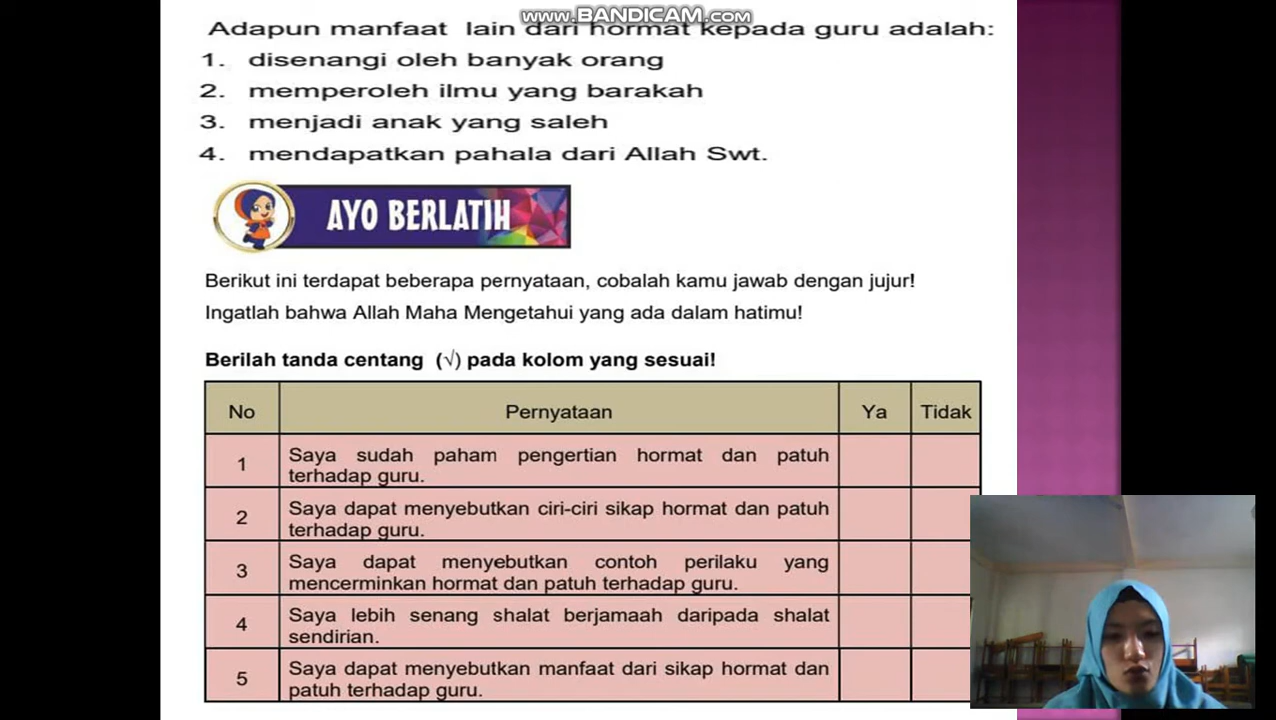 www.BANDICAM.com
Adapun manfaat lain dari hormat kepada guru adalah:
1. disenangi oleh banyak orang
2. memperoleh ilmu yang barakah
3. menjadi anak yang saleh
4. mendapatkan pahala dari Allah Swt.
AYO BERLATIH
Berikut ini terdapat beberapa pernyataan, cobalah kamu jawab dengan jujur!
Ingatlah bahwa Allah Maha Mengetahui yang ada dalam hatimu!
Berilah tanda centang (√) pada kolom yang sesuai!
No Pernyataan Ya Tidak
1 Saya sudah paham pengertian hormat dan patuh
terhadap guru.
2 Saya dapat menyebutkan ciri-ciri sikap hormat dan patuh
terhadap guru.
3 Saya dapat menyebutkan contoh perilaku yang
mencerminkan hormat dan patuh terhadap guru.
4 Saya lebih senang shalat berjamaah daripada shalat
sendirian.
5 Saya dapat menyebutkan manfaat dari sikap hormat dan
patuh terhadap guru.